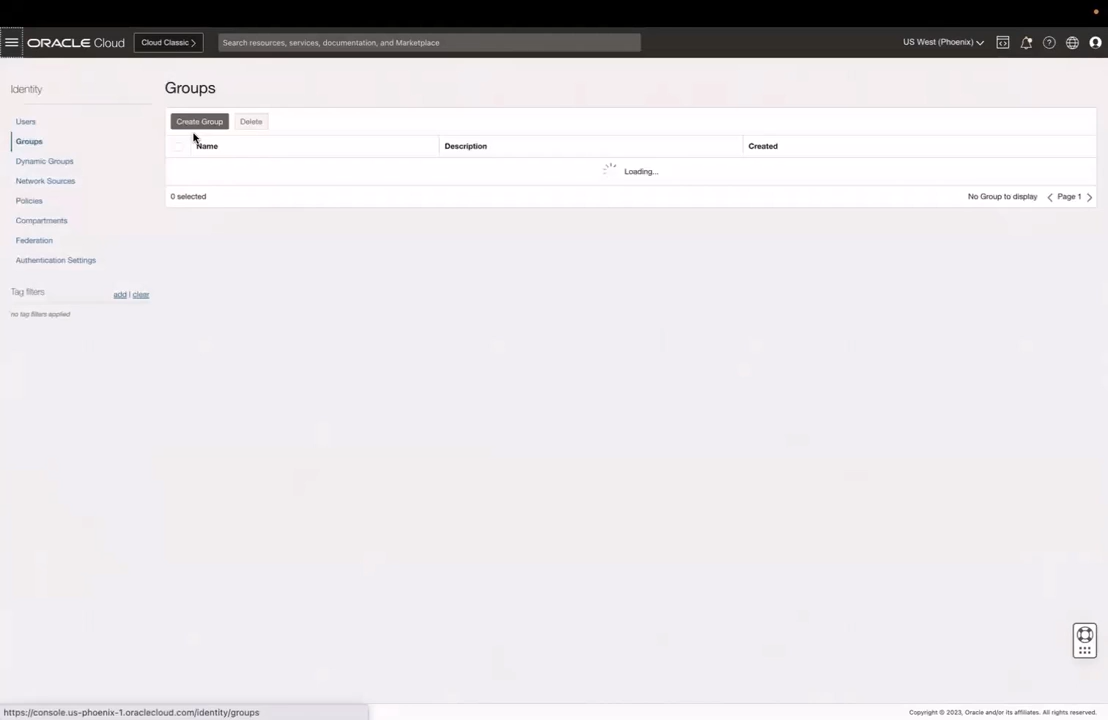 ORACLE Cloud
Cloud Classic
Search resources, services, documentation, and Marketplace
US West (Phoenix)
Identity
Users
Groups
Dynamic Groups
Network Sources
Policies
Compartments
Federation
Authentication Settings
Tag filters
add | clear
no tag filters applied
Groups
Create Group
Delete
Name
Description
Created
Loading...
0 selected
No Group to display
Page 1
https://console.us-phoenix-1.oraclecloud.com/identity/groups
Copyright © 2023, Oracle and/or its affiliates. All rights reserved.